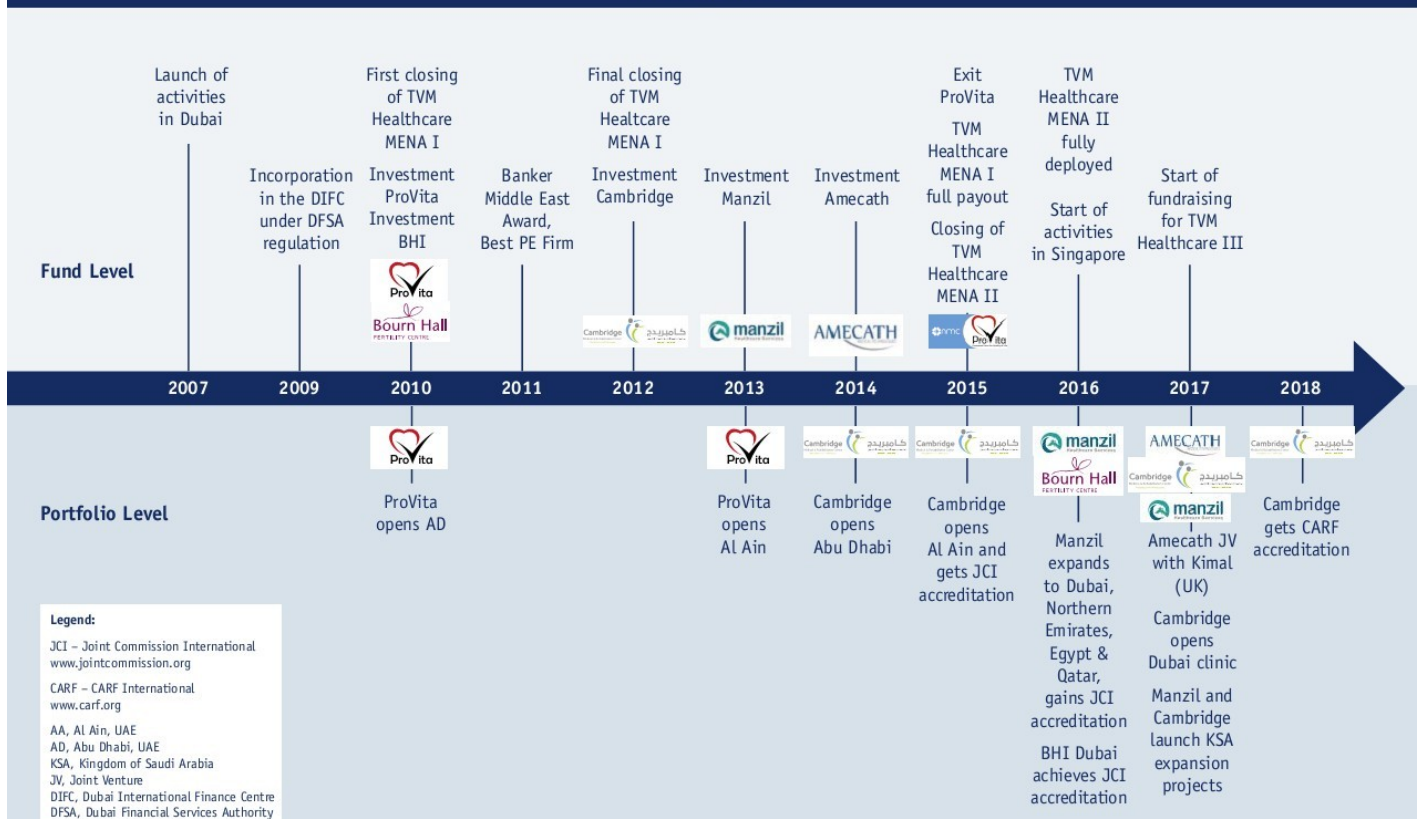 Launch of
activities
in Dubai
Incorporation
in the DIFC
under DFSA
regulation
First closing
of TVM
Healthcare
MENA I
Investment
ProVita
Investment
BHI
ProVita
Bourn Hall
FERTILITY CENTRE
Banker
Middle East
Award,
Best PE Firm
Final closing
of TVM
Healtcare
MENA I
Investment
Cambridge
Cambridge كامبريدج
Investment
Manzil
manzil
Healthcare Services
Investment
Amecath
AMECATH
Exit
ProVita
TVM
Healthcare
MENA I
full payout
Closing of
TVM
Healthcare
MENA II
nmc ProVita
TVM
Healthcare
MENA II
fully
deployed
Start of
activities
in Singapore
Start of
fundraising
for TVM
Healthcare III
Fund Level
2007 2009 2010 2011 2012 2013 2014 2015 2016 2017 2018
Portfolio Level
ProVita
ProVita
opens AD
ProVita
ProVita
opens
Al Ain
Cambridge كامبريدج
Cambridge
opens
Abu Dhabi
Cambridge كامبريدج
Cambridge
opens
Al Ain and
gets JCI
accreditation
manzil
Healthcare Services
Bourn Hall
FERTILITY CENTRE
Manzil
expands
to Dubai,
Northern
Emirates,
Egypt &
Qatar,
gains JCI
accreditation
BHI Dubai
achieves JCI
accreditation
AMECATH
Cambridge كامبريدج
manzil
Healthcare Services
Amecath JV
with Kimal
(UK)
Cambridge
opens
Dubai clinic
Manzil and
Cambridge
launch KSA
expansion
projects
Cambridge كامبريدج
Cambridge
gets CARF
accreditation
Legend:
JCI – Joint Commission International
www.jointcommission.org
CARF – CARF International
www.carf.org
AA, Al Ain, UAE
AD, Abu Dhabi, UAE
KSA, Kingdom of Saudi Arabia
JV, Joint Venture
DIFC, Dubai International Finance Centre
DFSA, Dubai Financial Services Authority